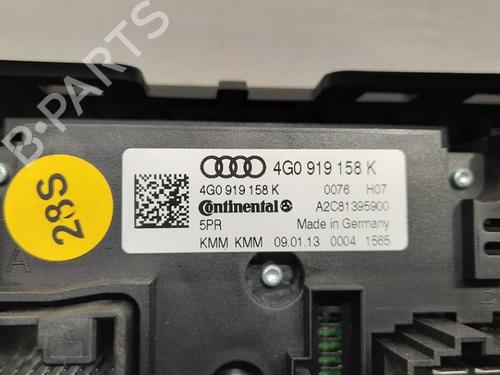 B-PARTS
28S
4G0 919 158 K
4G0 919 158 K 0076 H07
Continental A2C81395900
5PR Made in Germany
KMM KMM 09.01.13 0004 1565
A